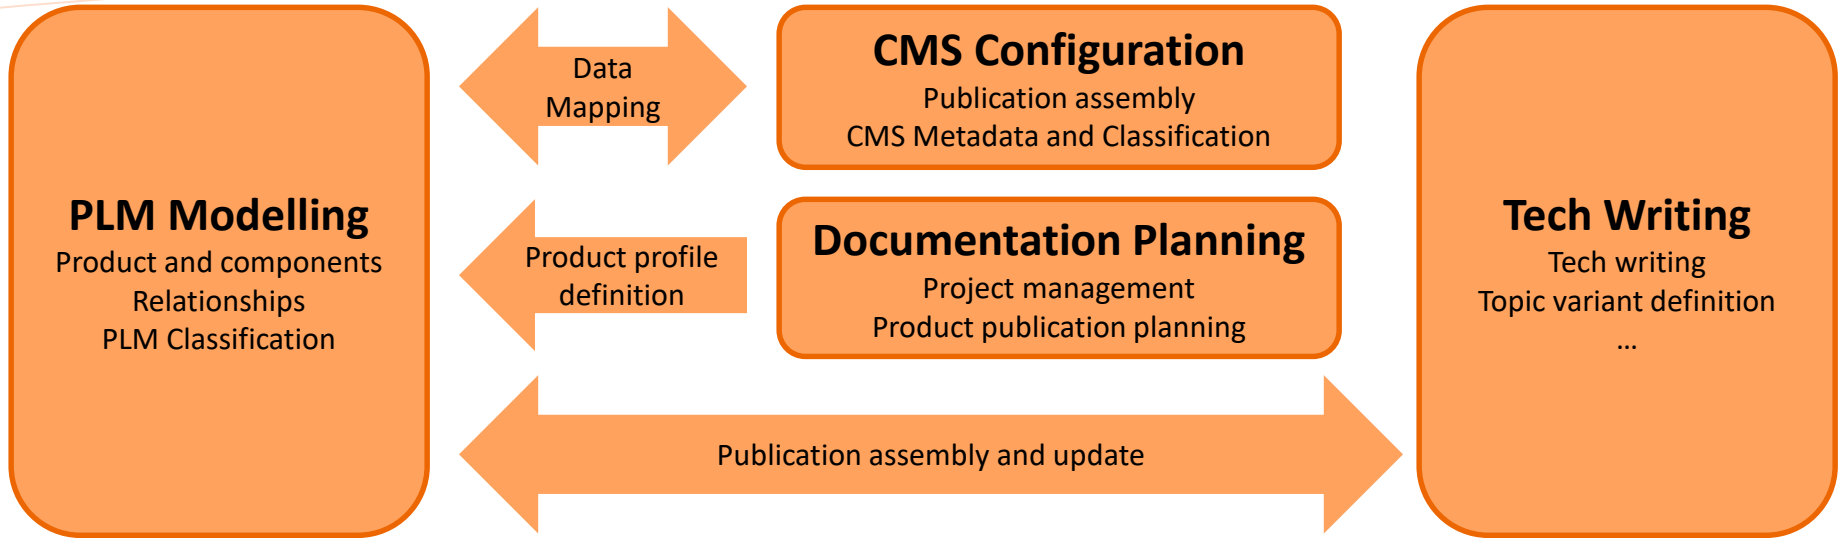 PLM Modelling
Product and components
Relationships
PLM Classification
Data
Mapping
CMS Configuration
Publication assembly
CMS Metadata and Classification
Product profile
definition
Documentation Planning
Project management
Product publication planning
Publication assembly and update
Tech Writing
Tech writing
Topic variant definition
...